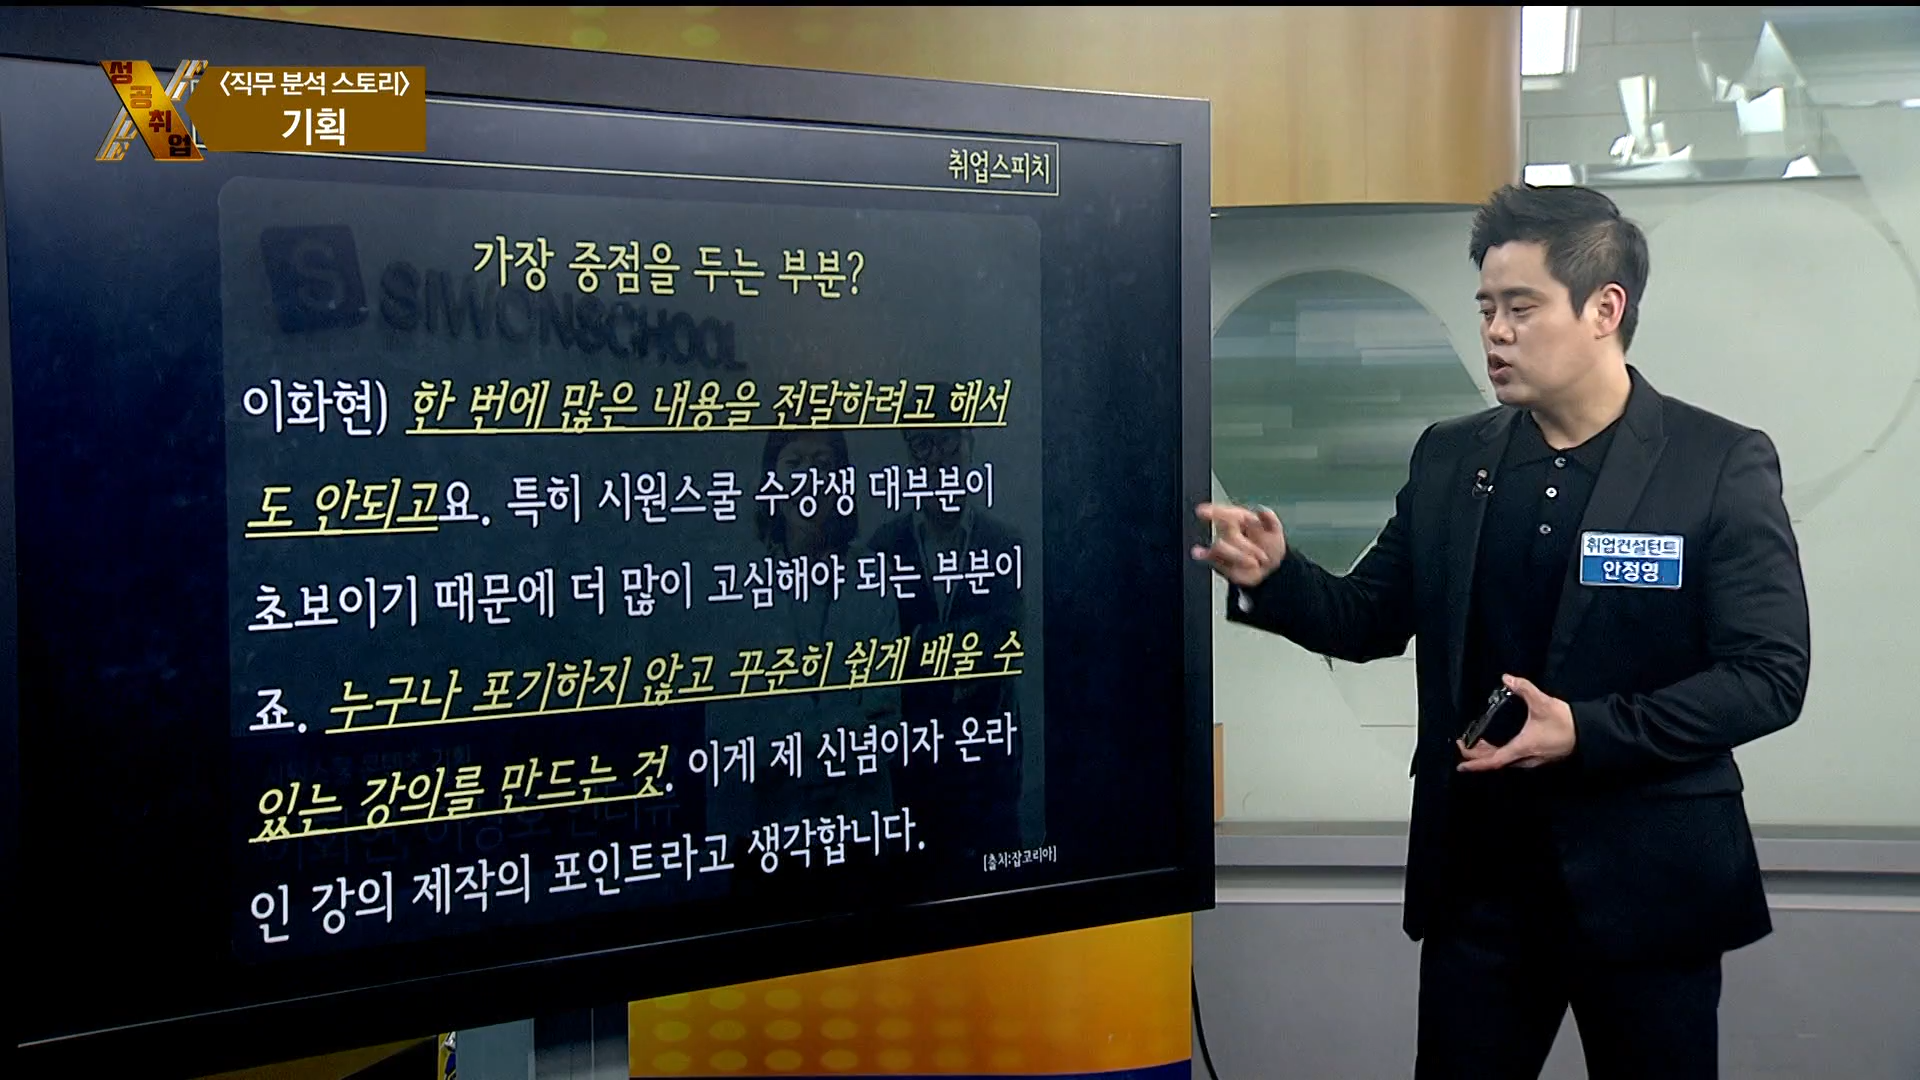 성공취업
<직무 분석 스토리>
기획
취업스피치
가장 중점을 두는 부분?
SIWONSCHOOL
이화현) 한 번에 많은 내용을 전달하려고 해서
도 안되고요. 특히 시원스쿨 수강생 대부분이
초보이기 때문에 더 많이 고심해야 되는 부분이
죠. 누구나 포기하지 않고 꾸준히 쉽게 배울 수
있는 강의를 만드는 것. 이게 제 신념이자 온라
인 강의 제작의 포인트라고 생각합니다.
[출처:잡코리아]
취업컨설턴트
안정영